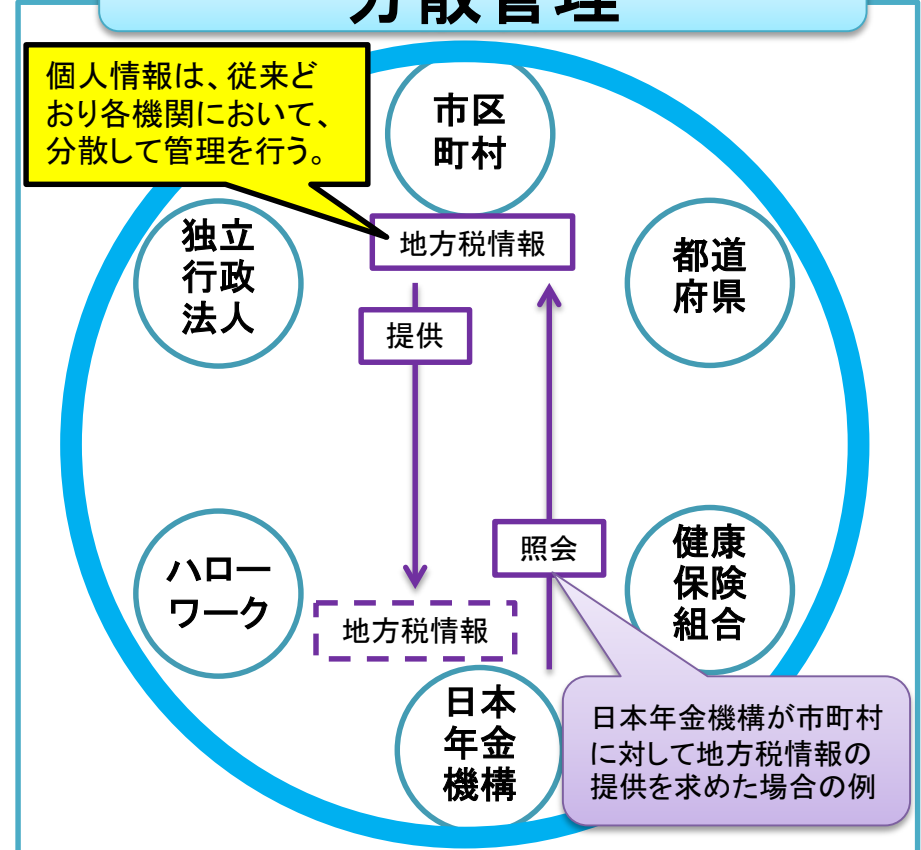 分散管理
個人情報は、従来ど
おり各機関において、
分散して管理を行う。
市区
町村
独立
行政
法人
地方税情報
都道
府県
提供
照会
ハロー
ワーク
健康
保険
組合
地方税情報
日本
年金
機構
日本年金機構が市町村
に対して地方税情報の
提供を求めた場合の例